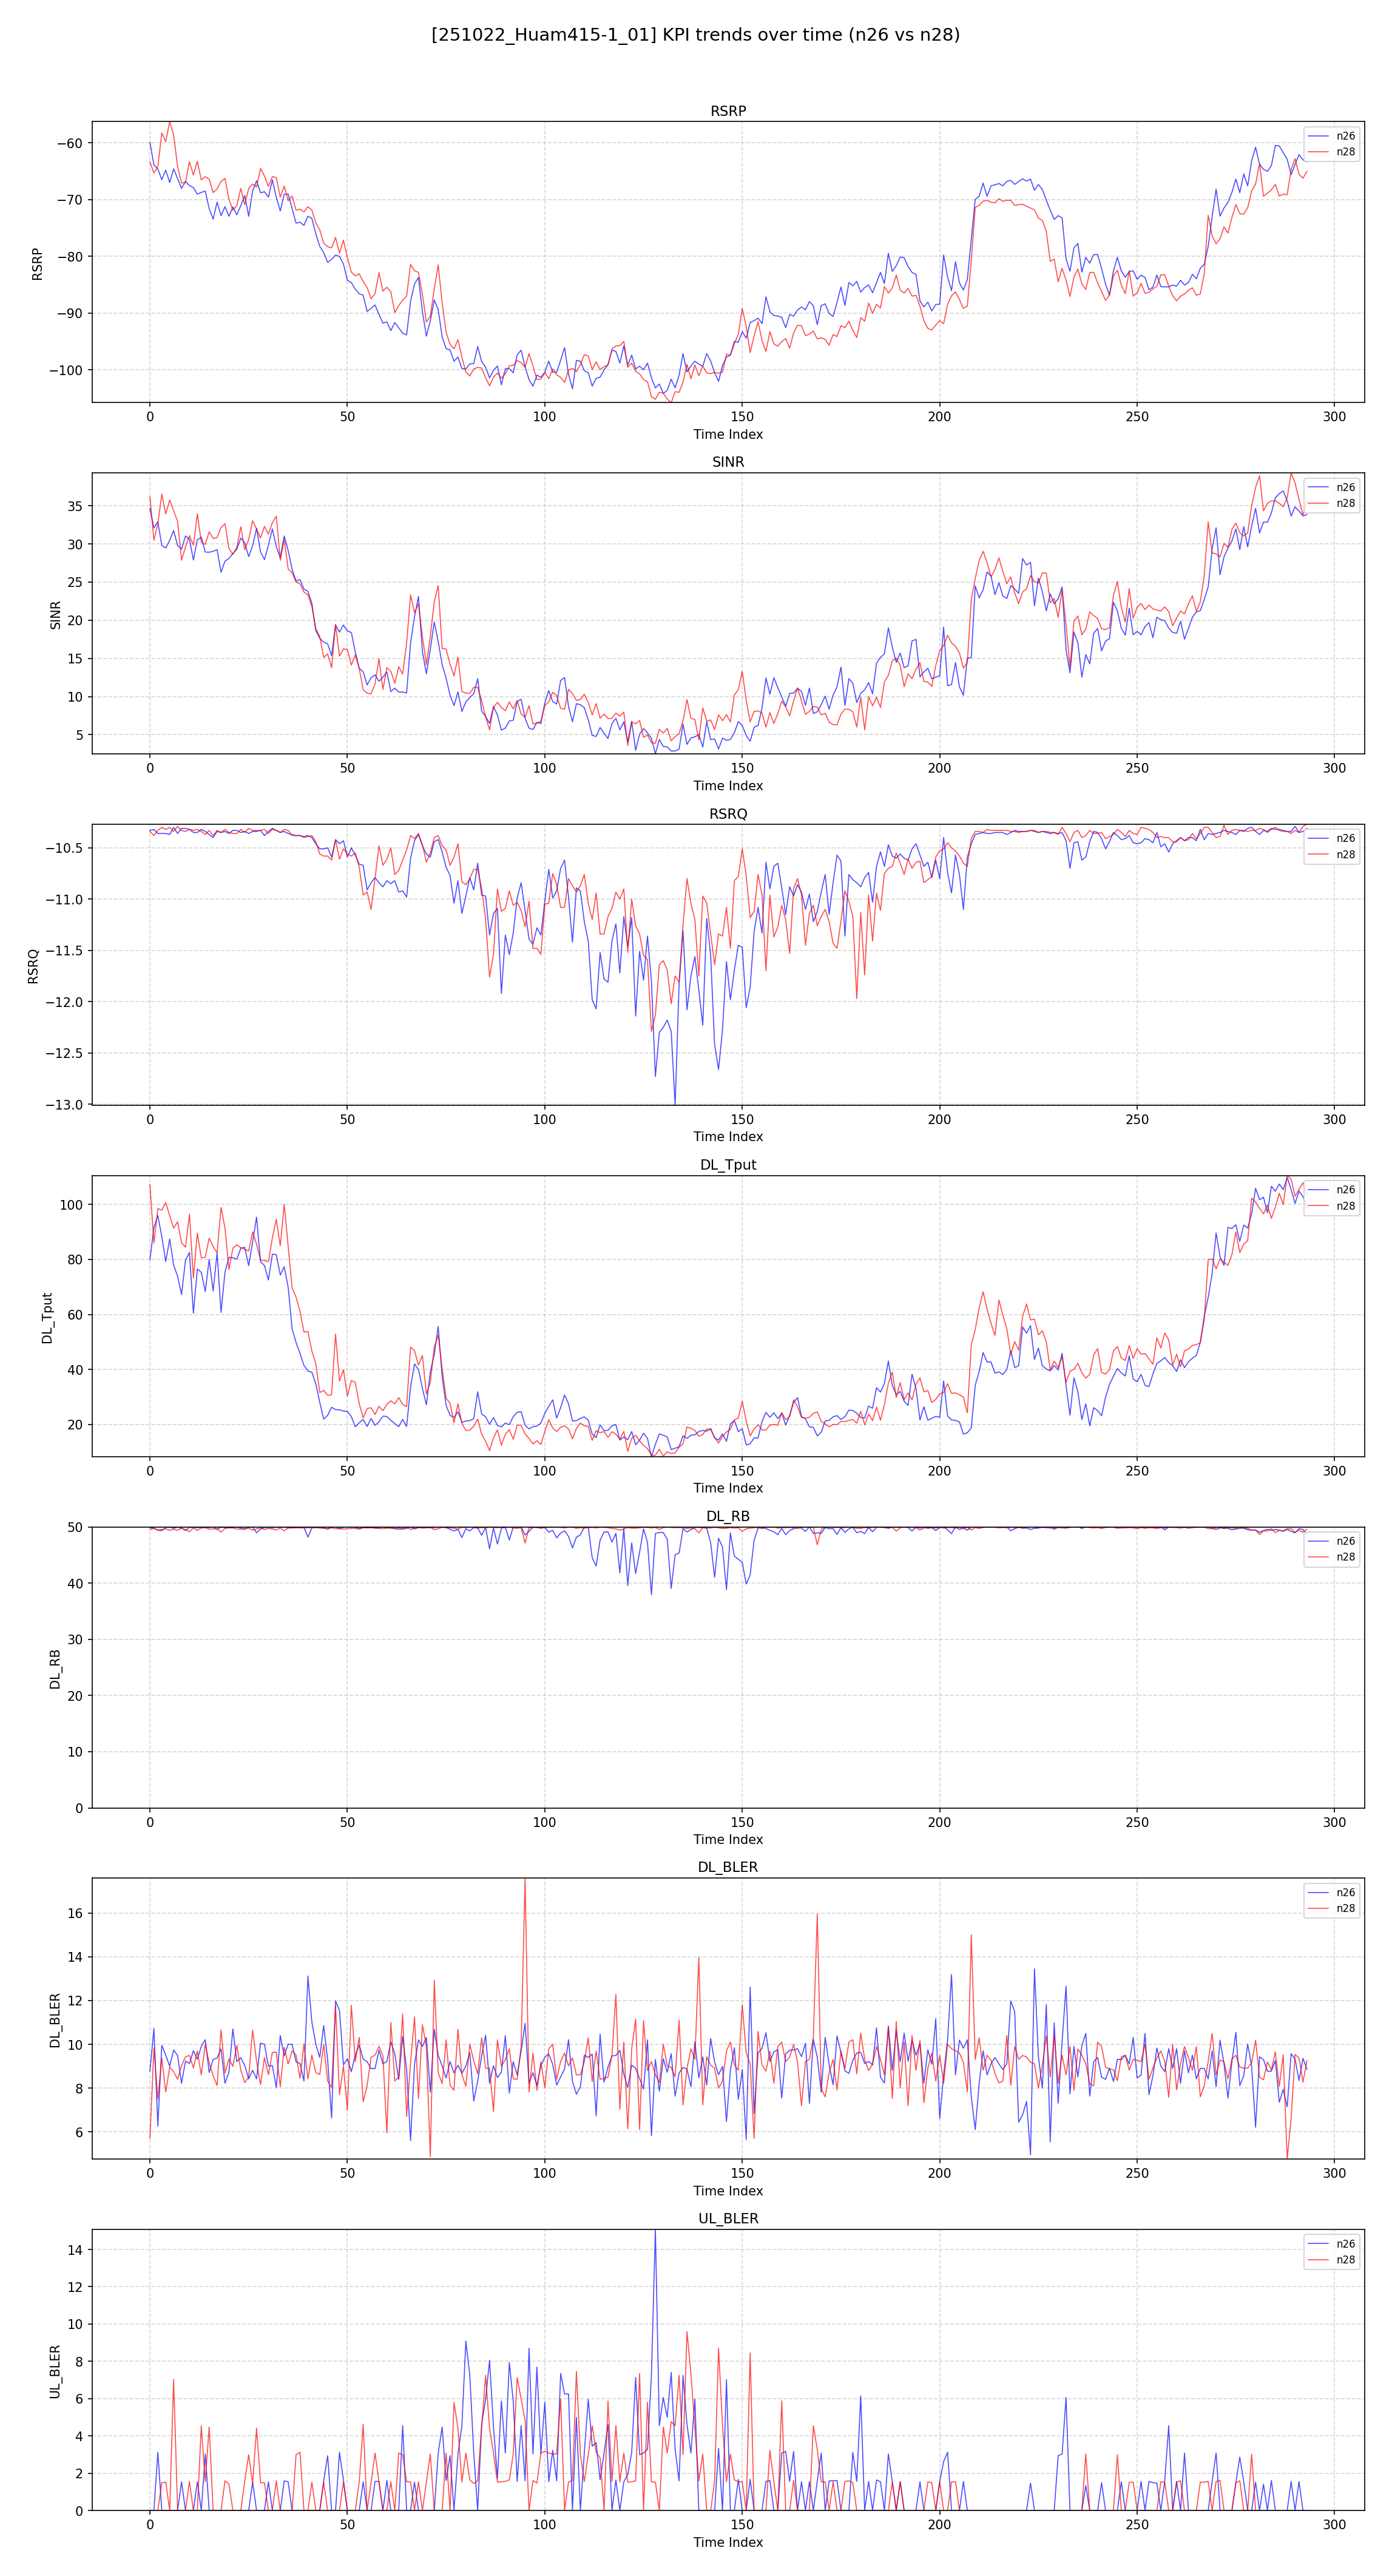 [251022_Huam415-1_01] KPI trends over time (n26 vs n28)
RSRP
n26
n28
−60
−70
−80
−90
−100
RSRP
0 50 100 150 200 250 300
Time Index
SINR
n26
n28
35
30
25
20
15
10
5
SINR
0 50 100 150 200 250 300
Time Index
RSRQ
n26
n28
−10.5
−11.0
−11.5
−12.0
−12.5
−13.0
RSRQ
0 50 100 150 200 250 300
Time Index
DL_Tput
n26
n28
100
80
60
40
20
DL_Tput
0 50 100 150 200 250 300
Time Index
DL_RB
n26
n28
50
40
30
20
10
0
DL_RB
0 50 100 150 200 250 300
Time Index
DL_BLER
n26
n28
16
14
12
10
8
6
DL_BLER
0 50 100 150 200 250 300
Time Index
UL_BLER
n26
n28
14
12
10
8
6
4
2
0
UL_BLER
0 50 100 150 200 250 300
Time Index